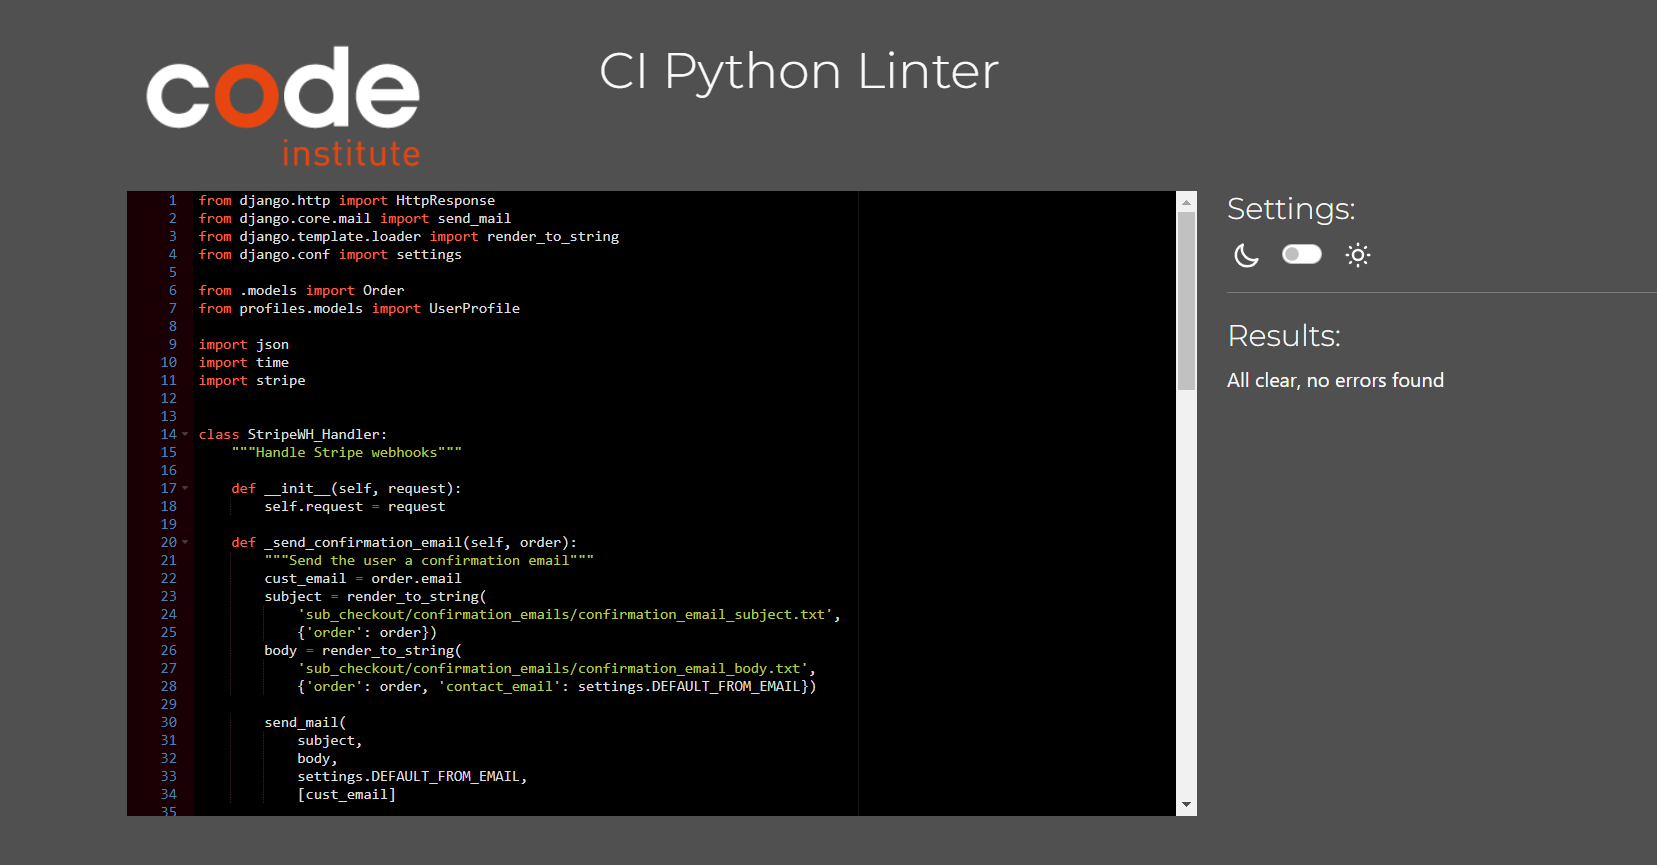 code
institute
CI Python Linter
1 from django.http import HttpResponse
2 from django.core.mail import send_mail
3 from django.template.loader import render_to_string
4 from django.conf import settings
5
6 from .models import Order
7 from profiles.models import UserProfile
8
9 import json
10 import time
11 import stripe
12
13
14 class StripeWH_Handler:
15     """Handle Stripe webhooks"""
16
17     def __init__(self, request):
18         self.request = request
19
20     def _send_confirmation_email(self, order):
21         """Send the user a confirmation email"""
22         cust_email = order.email
23         subject = render_to_string(
24             'sub_checkout/confirmation_emails/confirmation_email_subject.txt',
25             {'order': order})
26         body = render_to_string(
27             'sub_checkout/confirmation_emails/confirmation_email_body.txt',
28             {'order': order, 'contact_email': settings.DEFAULT_FROM_EMAIL})
29
30         send_mail(
31             subject,
32             body,
33             settings.DEFAULT_FROM_EMAIL,
34             [cust_email]
35
Settings:
Results:
All clear, no errors found